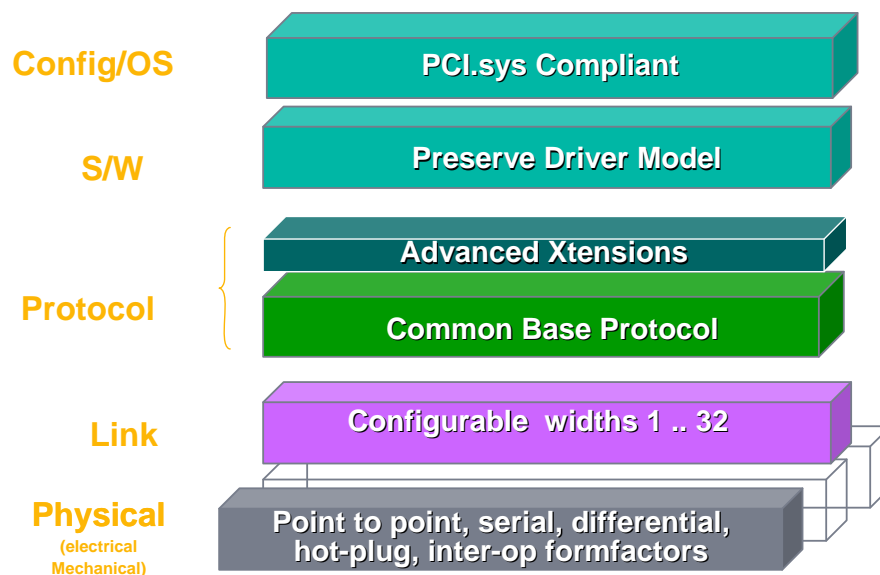 Config/OS
PCI.sys Compliant
S/W
Preserve Driver Model
Advanced Xtensions
Protocol
Common Base Protocol
Link
Configurable widths 1 .. 32
Physical
(electrical
Mechanical)
Point to point, serial, differential,
hot-plug, inter-op formfactors